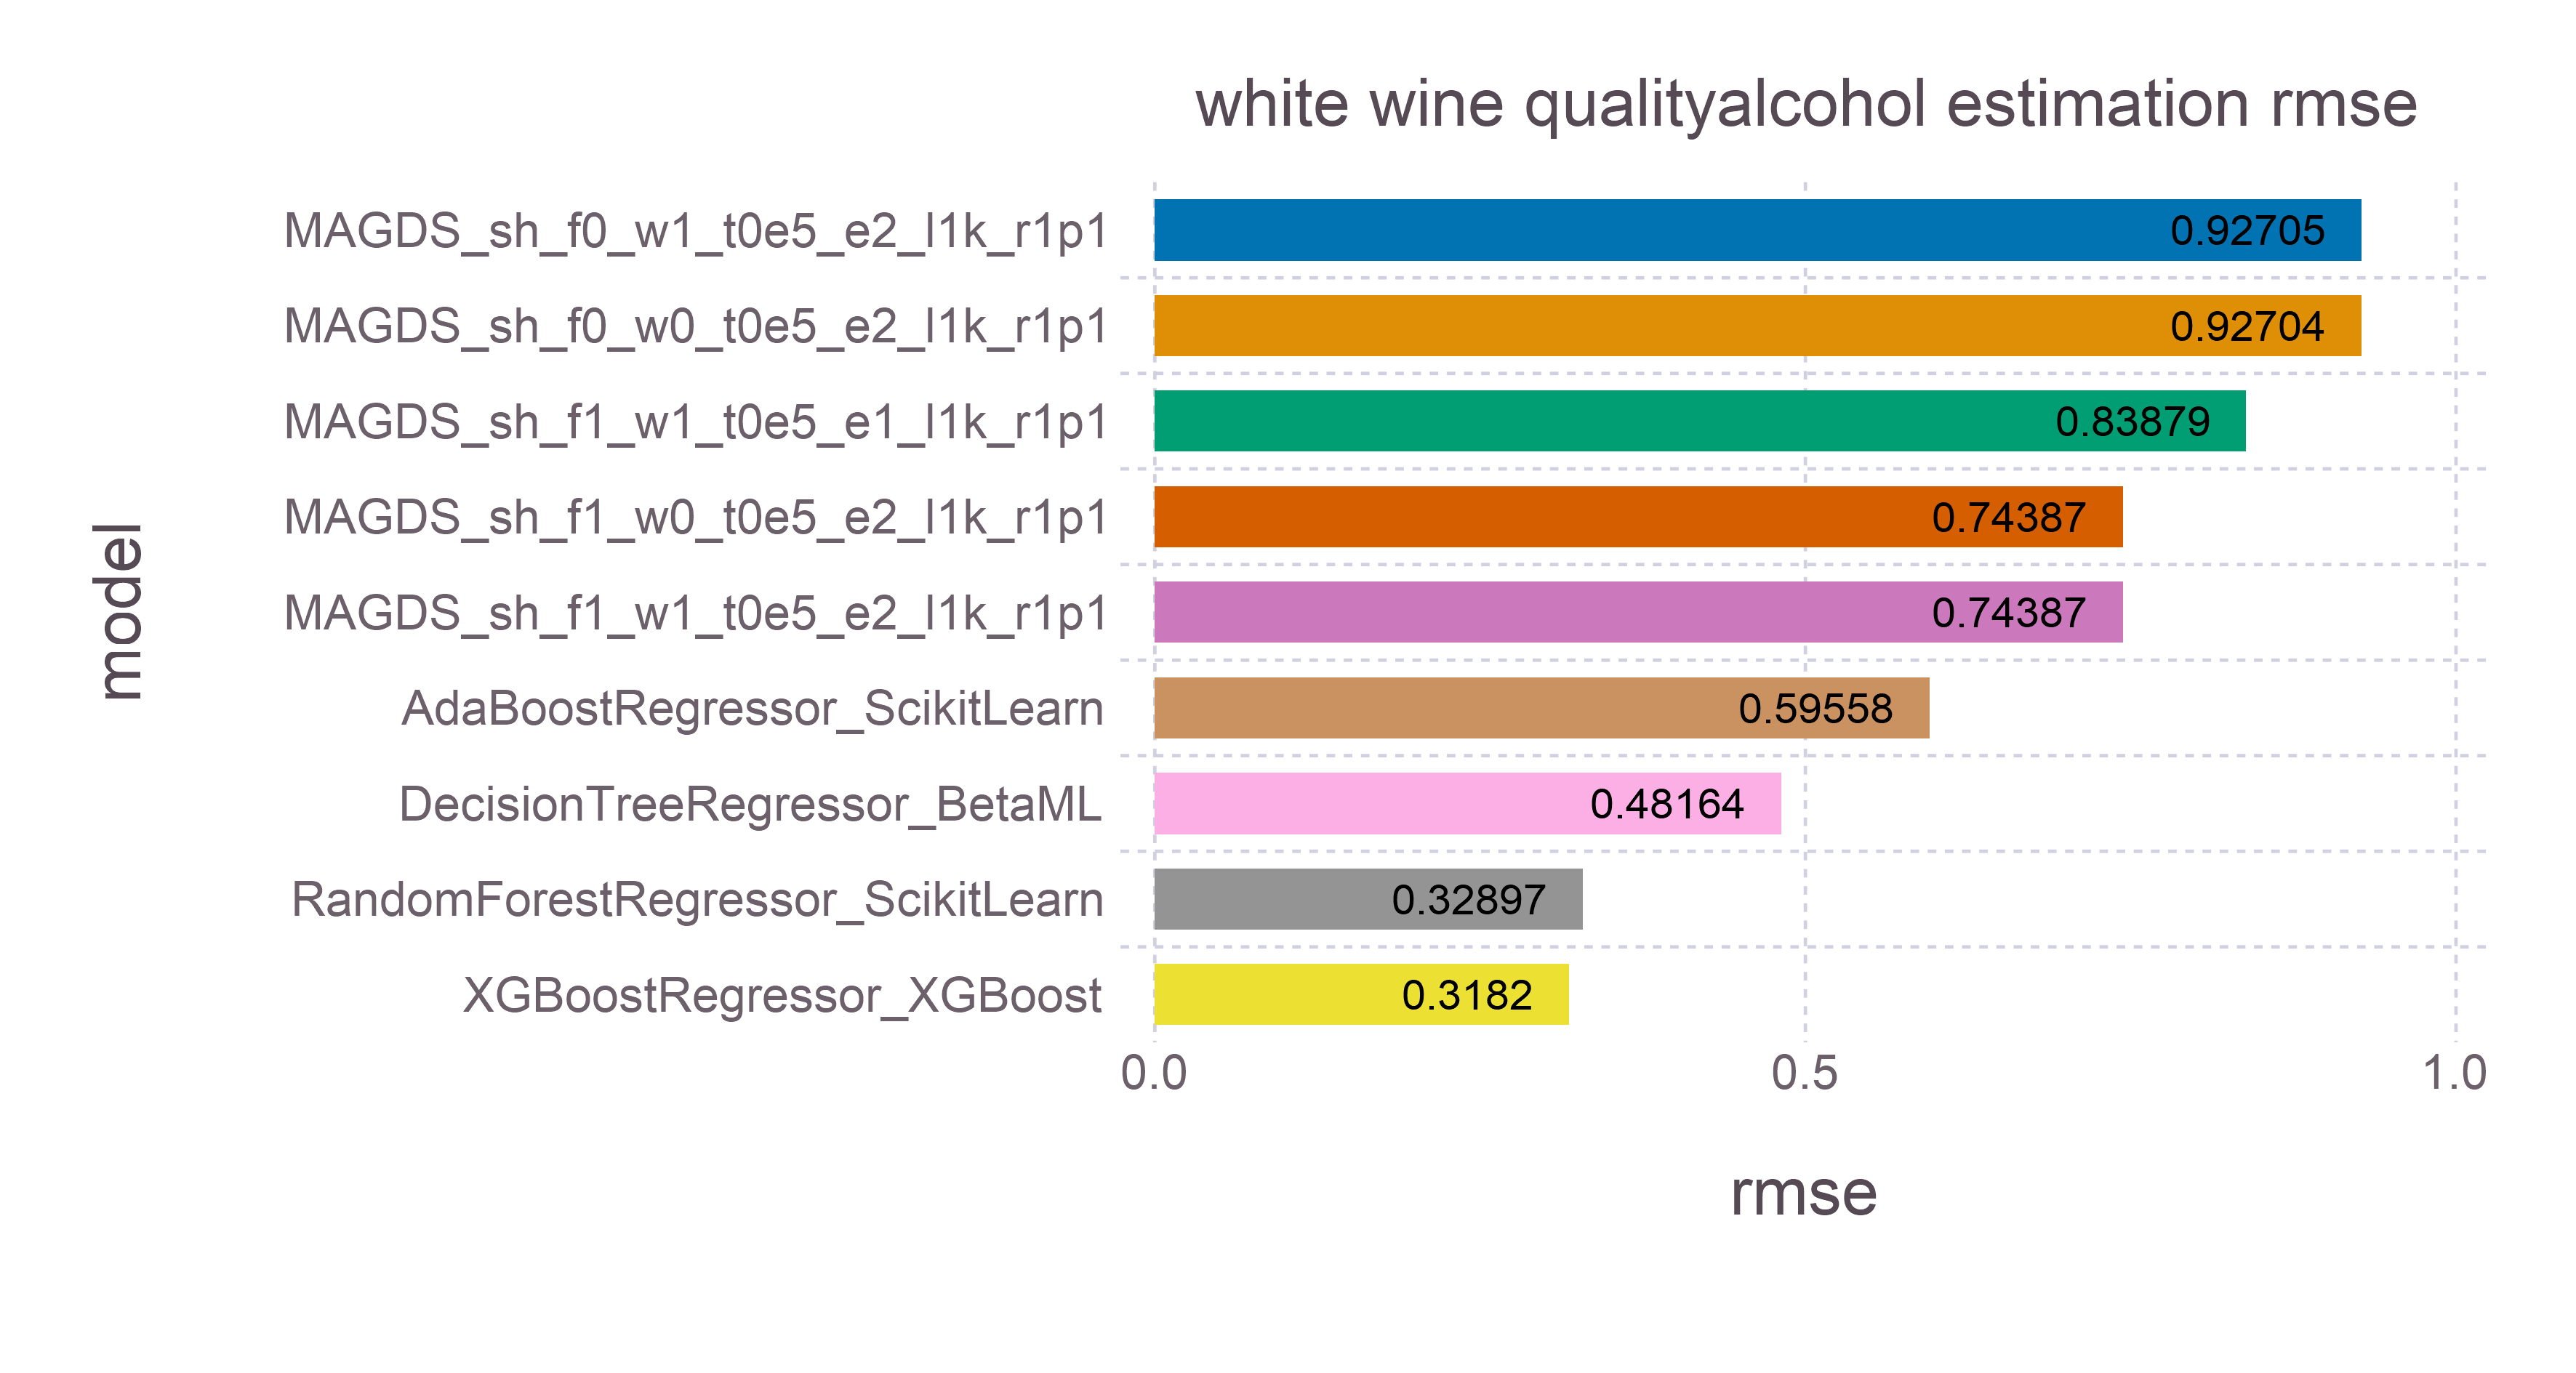 white wine qualityalcohol estimation rmse
model
MAGDS_sh_f0_w1_t0e5_e2_l1k_r1p1 0.92705
MAGDS_sh_f0_w0_t0e5_e2_l1k_r1p1 0.92704
MAGDS_sh_f1_w1_t0e5_e1_l1k_r1p1 0.83879
MAGDS_sh_f1_w0_t0e5_e2_l1k_r1p1 0.74387
MAGDS_sh_f1_w1_t0e5_e2_l1k_r1p1 0.74387
AdaBoostRegressor_ScikitLearn 0.59558
DecisionTreeRegressor_BetaML 0.48164
RandomForestRegressor_ScikitLearn 0.32897
XGBoostRegressor_XGBoost 0.3182
0.0 0.5 1.0
rmse